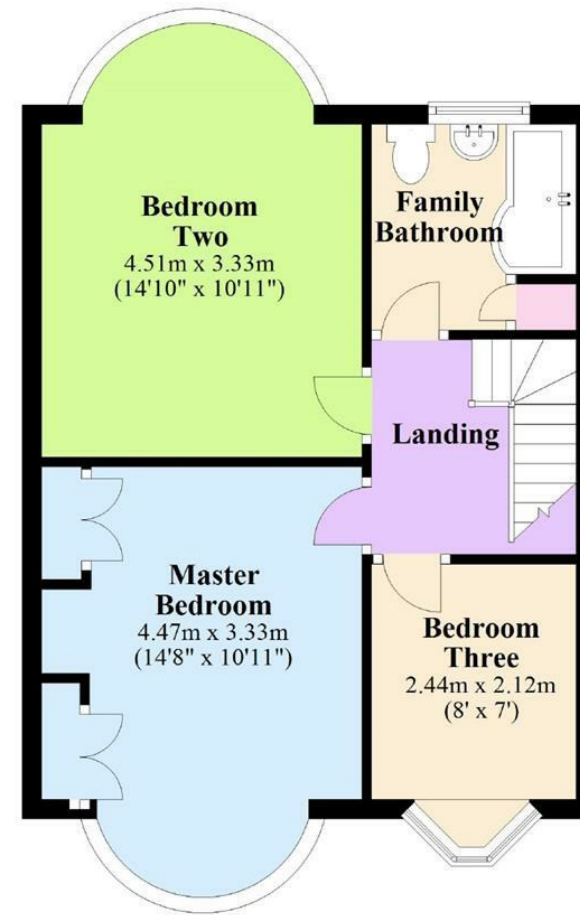 Bedroom
Two
4.51m x 3.33m
(14'10" x 10'11")
Family
Bathroom
Landing
Master
Bedroom
4.47m x 3.33m
(14'8" x 10'11")
Bedroom
Three
2.44m x 2.12m
(8' x 7')